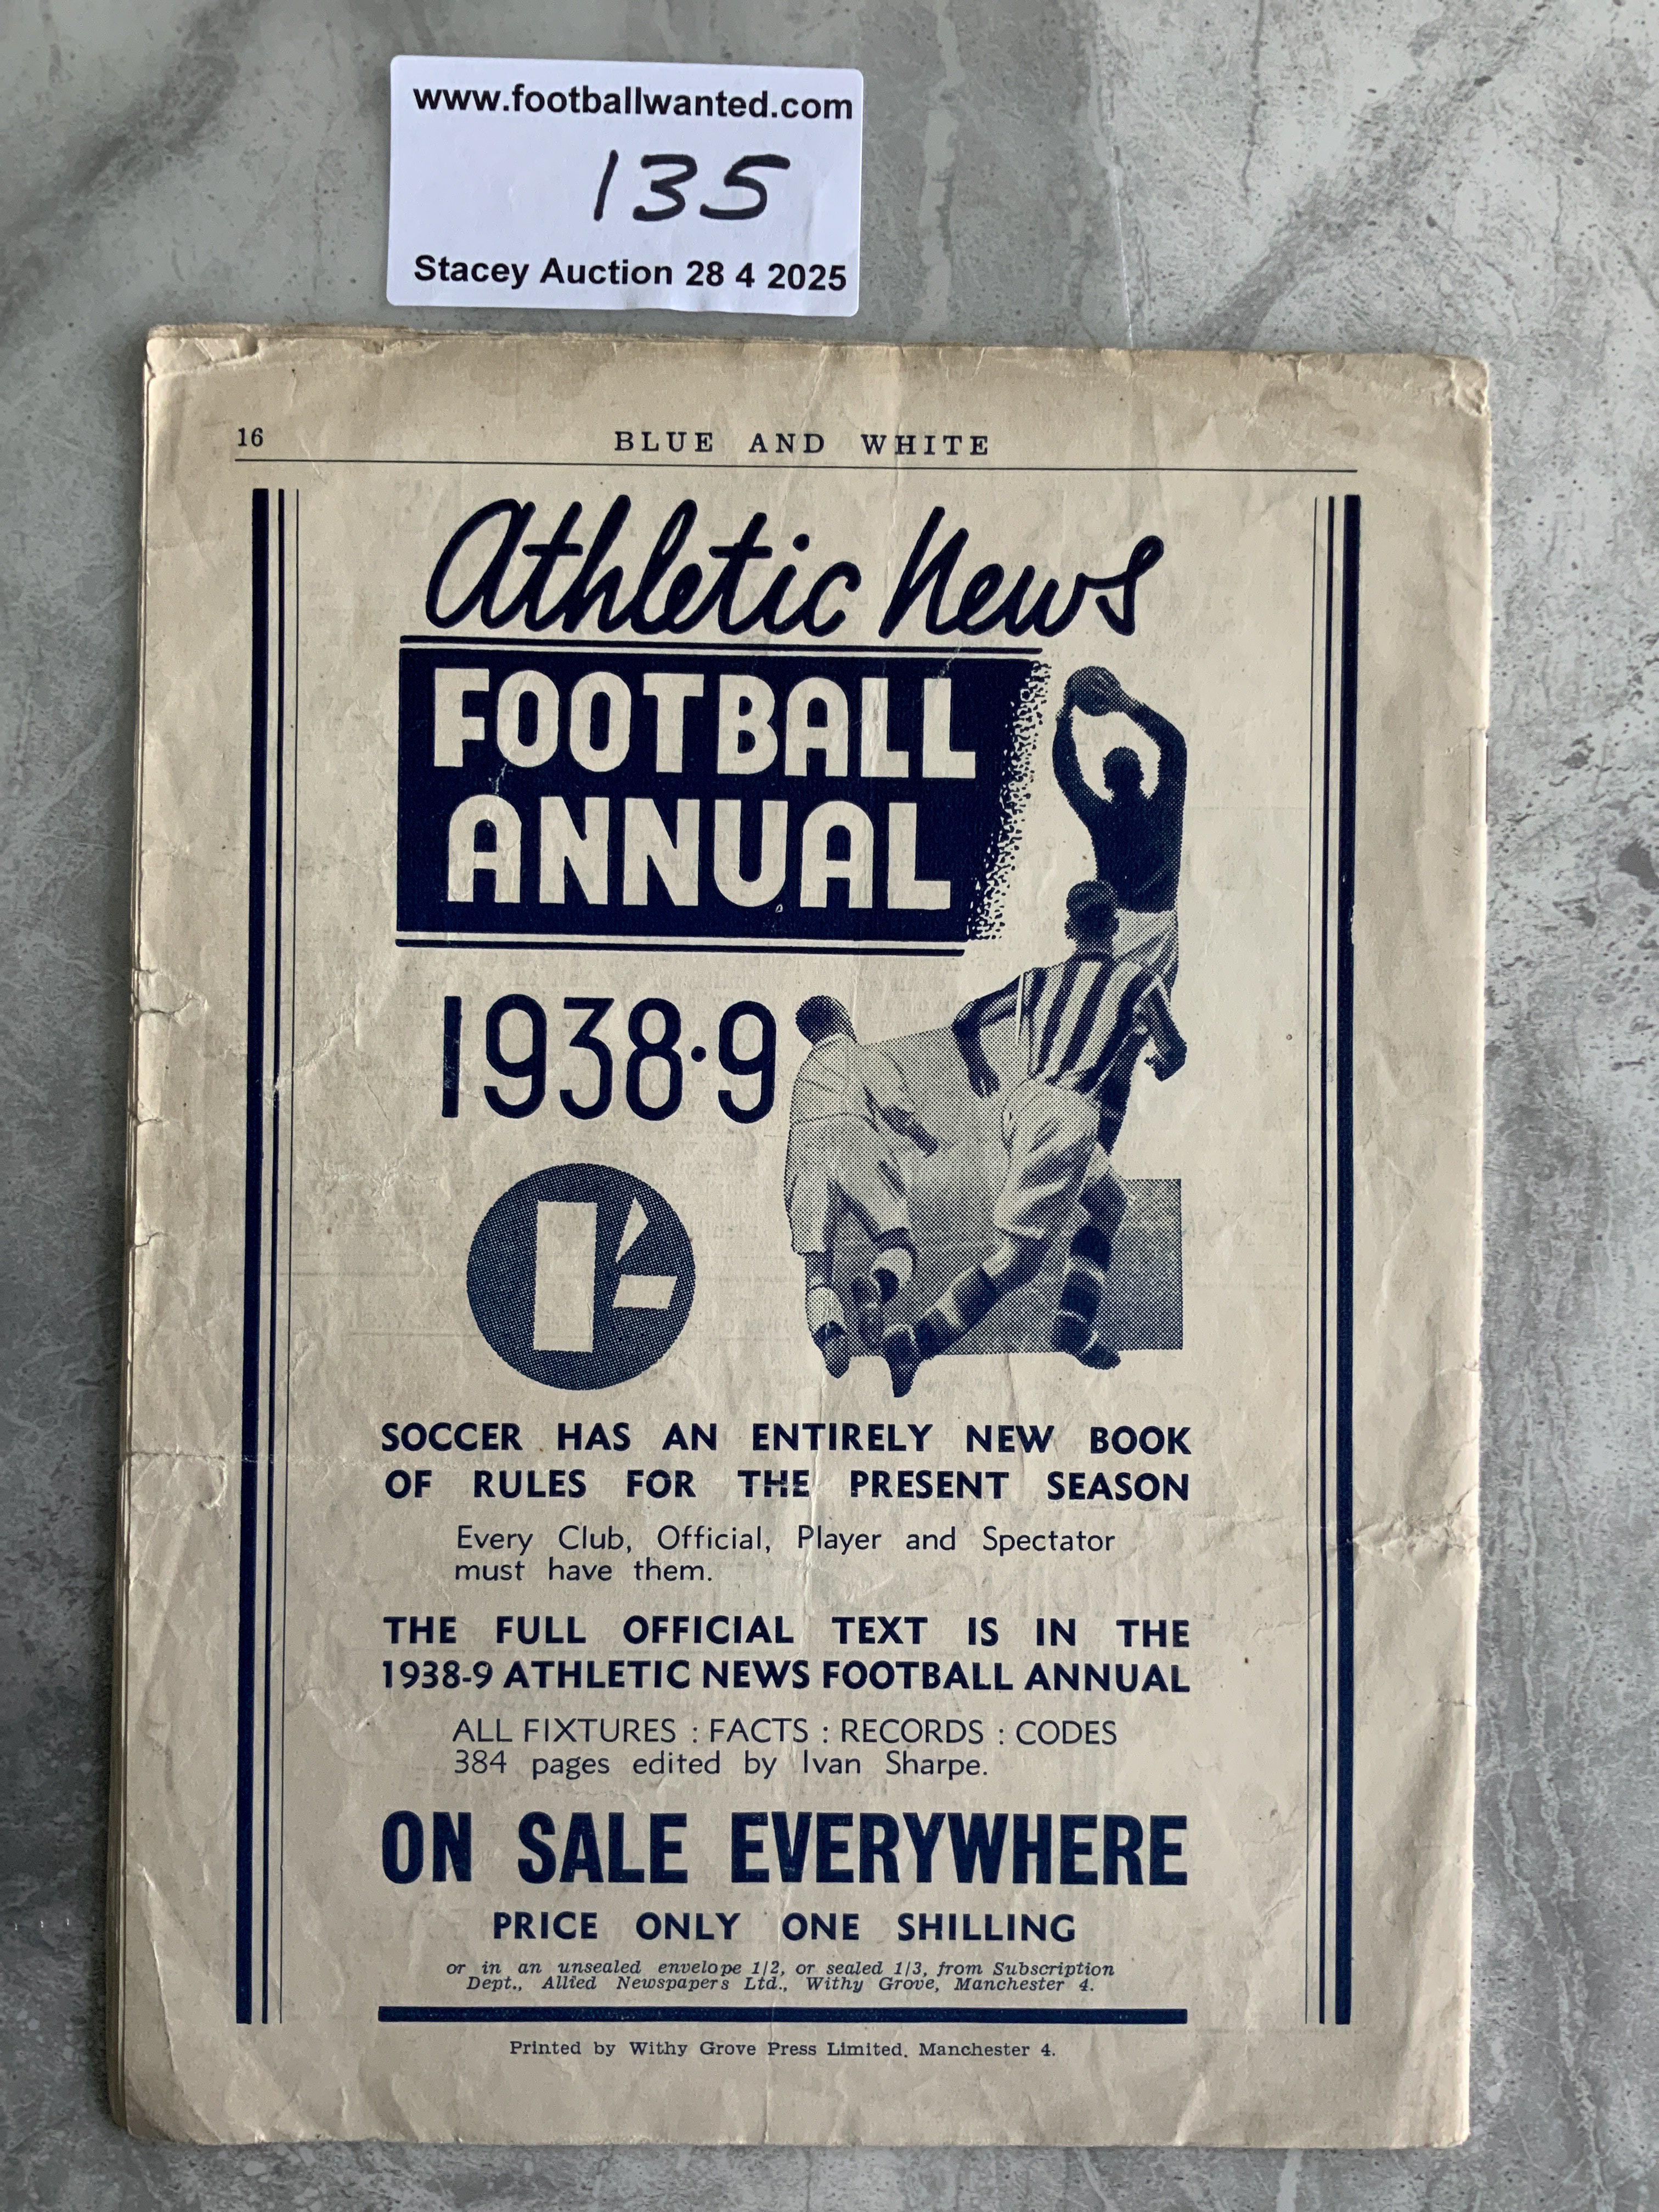 www.footballwanted.com
135
Stacey Auction 28 4 2025
16
BLUE AND WHITE
Athletic News
FOOTBALL
ANNUAL
1938·9
1/-
SOCCER HAS AN ENTIRELY NEW BOOK
OF RULES FOR THE PRESENT SEASON
Every Club, Official, Player and Spectator
must have them.
THE FULL OFFICIAL TEXT IS IN THE
1938-9 ATHLETIC NEWS FOOTBALL ANNUAL
ALL FIXTURES : FACTS : RECORDS : CODES
384 pages edited by Ivan Sharpe.
ON SALE EVERYWHERE
PRICE ONLY ONE SHILLING
or in an unsealed envelope 1/2, or sealed 1/3, from Subscription
Dept., Allied Newspapers Ltd., Withy Grove, Manchester 4.
Printed by Withy Grove Press Limited, Manchester 4.